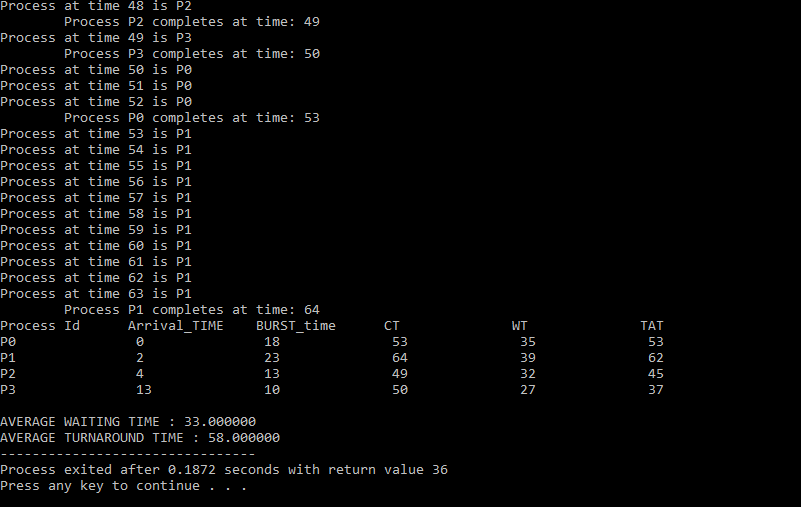 Process at time 48 is P2
Process P2 completes at time: 49
Process at time 49 is P3
Process P3 completes at time: 50
Process at time 50 is P0
Process at time 51 is P0
Process at time 52 is P0
Process P0 completes at time: 53
Process at time 53 is P1
Process at time 54 is P1
Process at time 55 is P1
Process at time 56 is P1
Process at time 57 is P1
Process at time 58 is P1
Process at time 59 is P1
Process at time 60 is P1
Process at time 61 is P1
Process at time 62 is P1
Process at time 63 is P1
Process P1 completes at time: 64
Process Id Arrival_TIME BURST_time CT WT TAT
P0 0 18 53 35 53
P1 2 23 64 39 62
P2 4 13 49 32 45
P3 13 10 50 27 37
AVERAGE WAITING TIME : 33.000000
AVERAGE TURNAROUND TIME : 58.000000
--------------------------------
Process exited after 0.1872 seconds with return value 36
Press any key to continue . . .